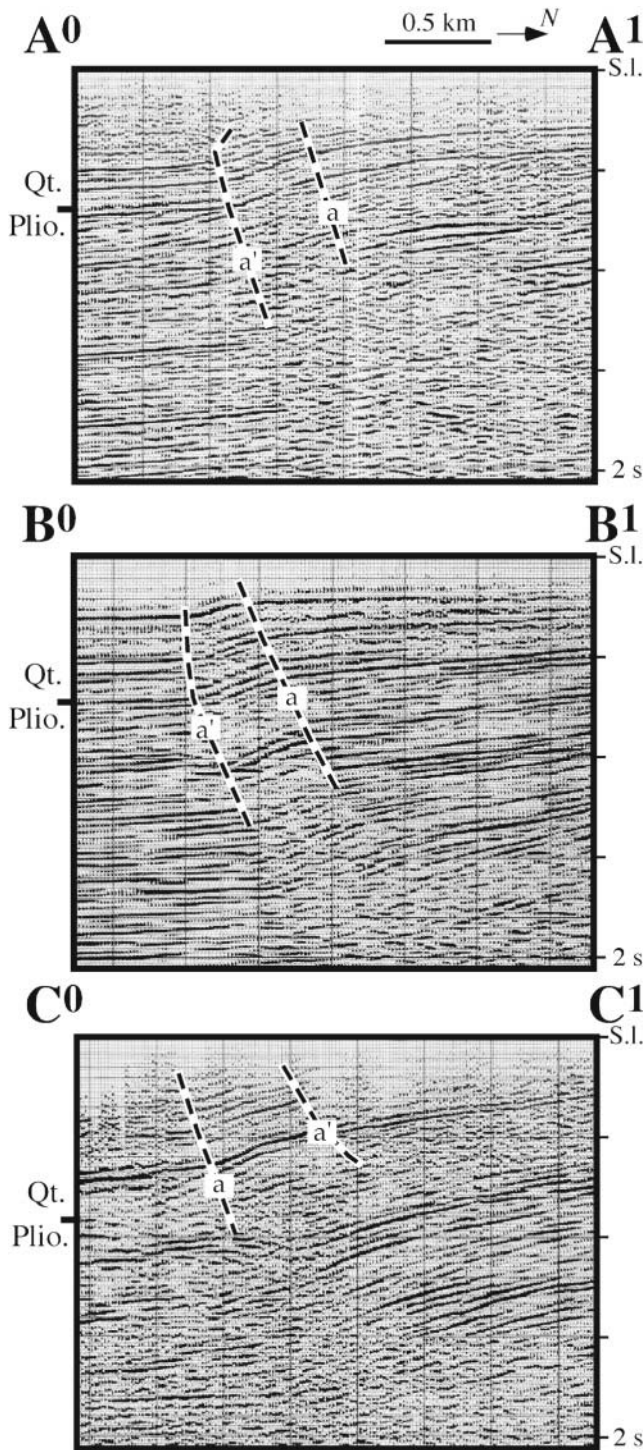 A0 0.5 km N A1
S.l.
Qt.
Plio.
a
a'
2 s
B0 B1
S.l.
Qt.
Plio.
a
a'
2 s
C0 C1
S.l.
a'
a
Qt.
Plio.
2 s